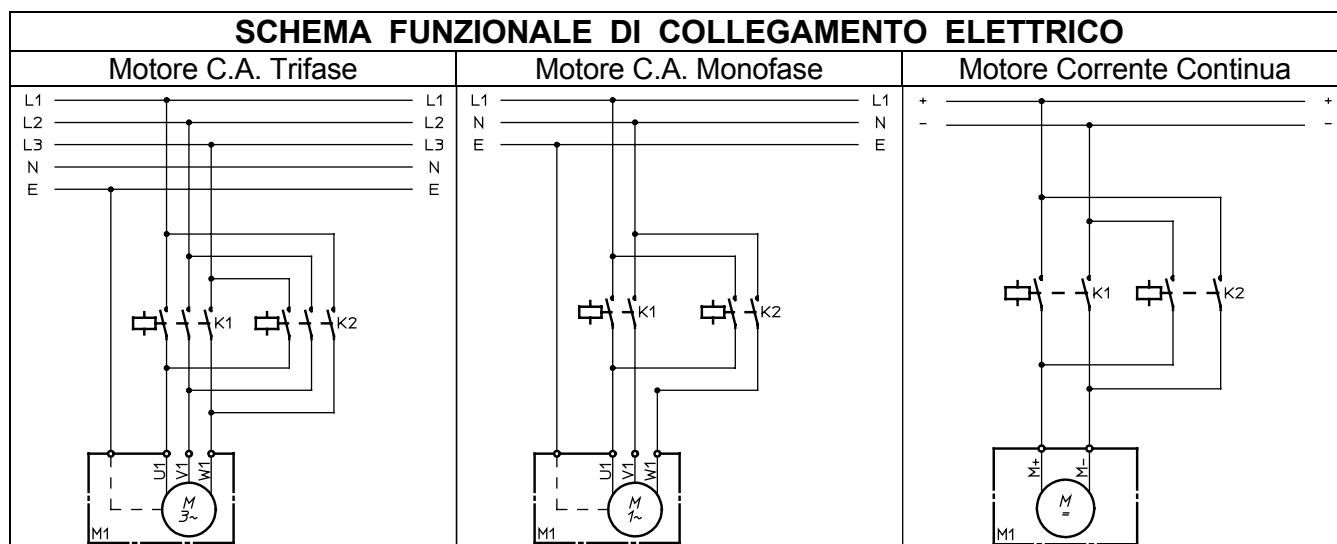 SCHEMA FUNZIONALE DI COLLEGAMENTO ELETTRICO
Motore C.A. Trifase
Motore C.A. Monofase
Motore Corrente Continua
L1 L1
L2 L2
L3 L3
N N
E E
K1 K2
U1 V1 W1
M
3~
M1
L1 L1
N N
E E
K1 K2
U1 V1 W1
M
1~
M1
+ +
- -
K1 K2
M+ M-
M
=
M1